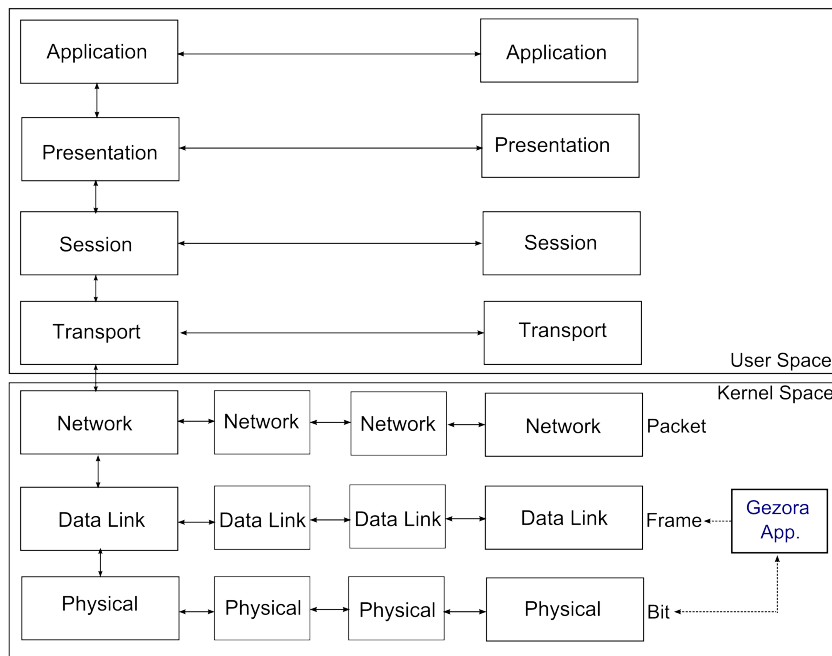 Application
Application
Presentation
Presentation
Session
Session
Transport
Transport
User Space
Kernel Space
Network
Network
Network
Network
Packet
Data Link
Data Link
Data Link
Data Link
Frame
Gezora
App.
Physical
Physical
Physical
Physical
Bit